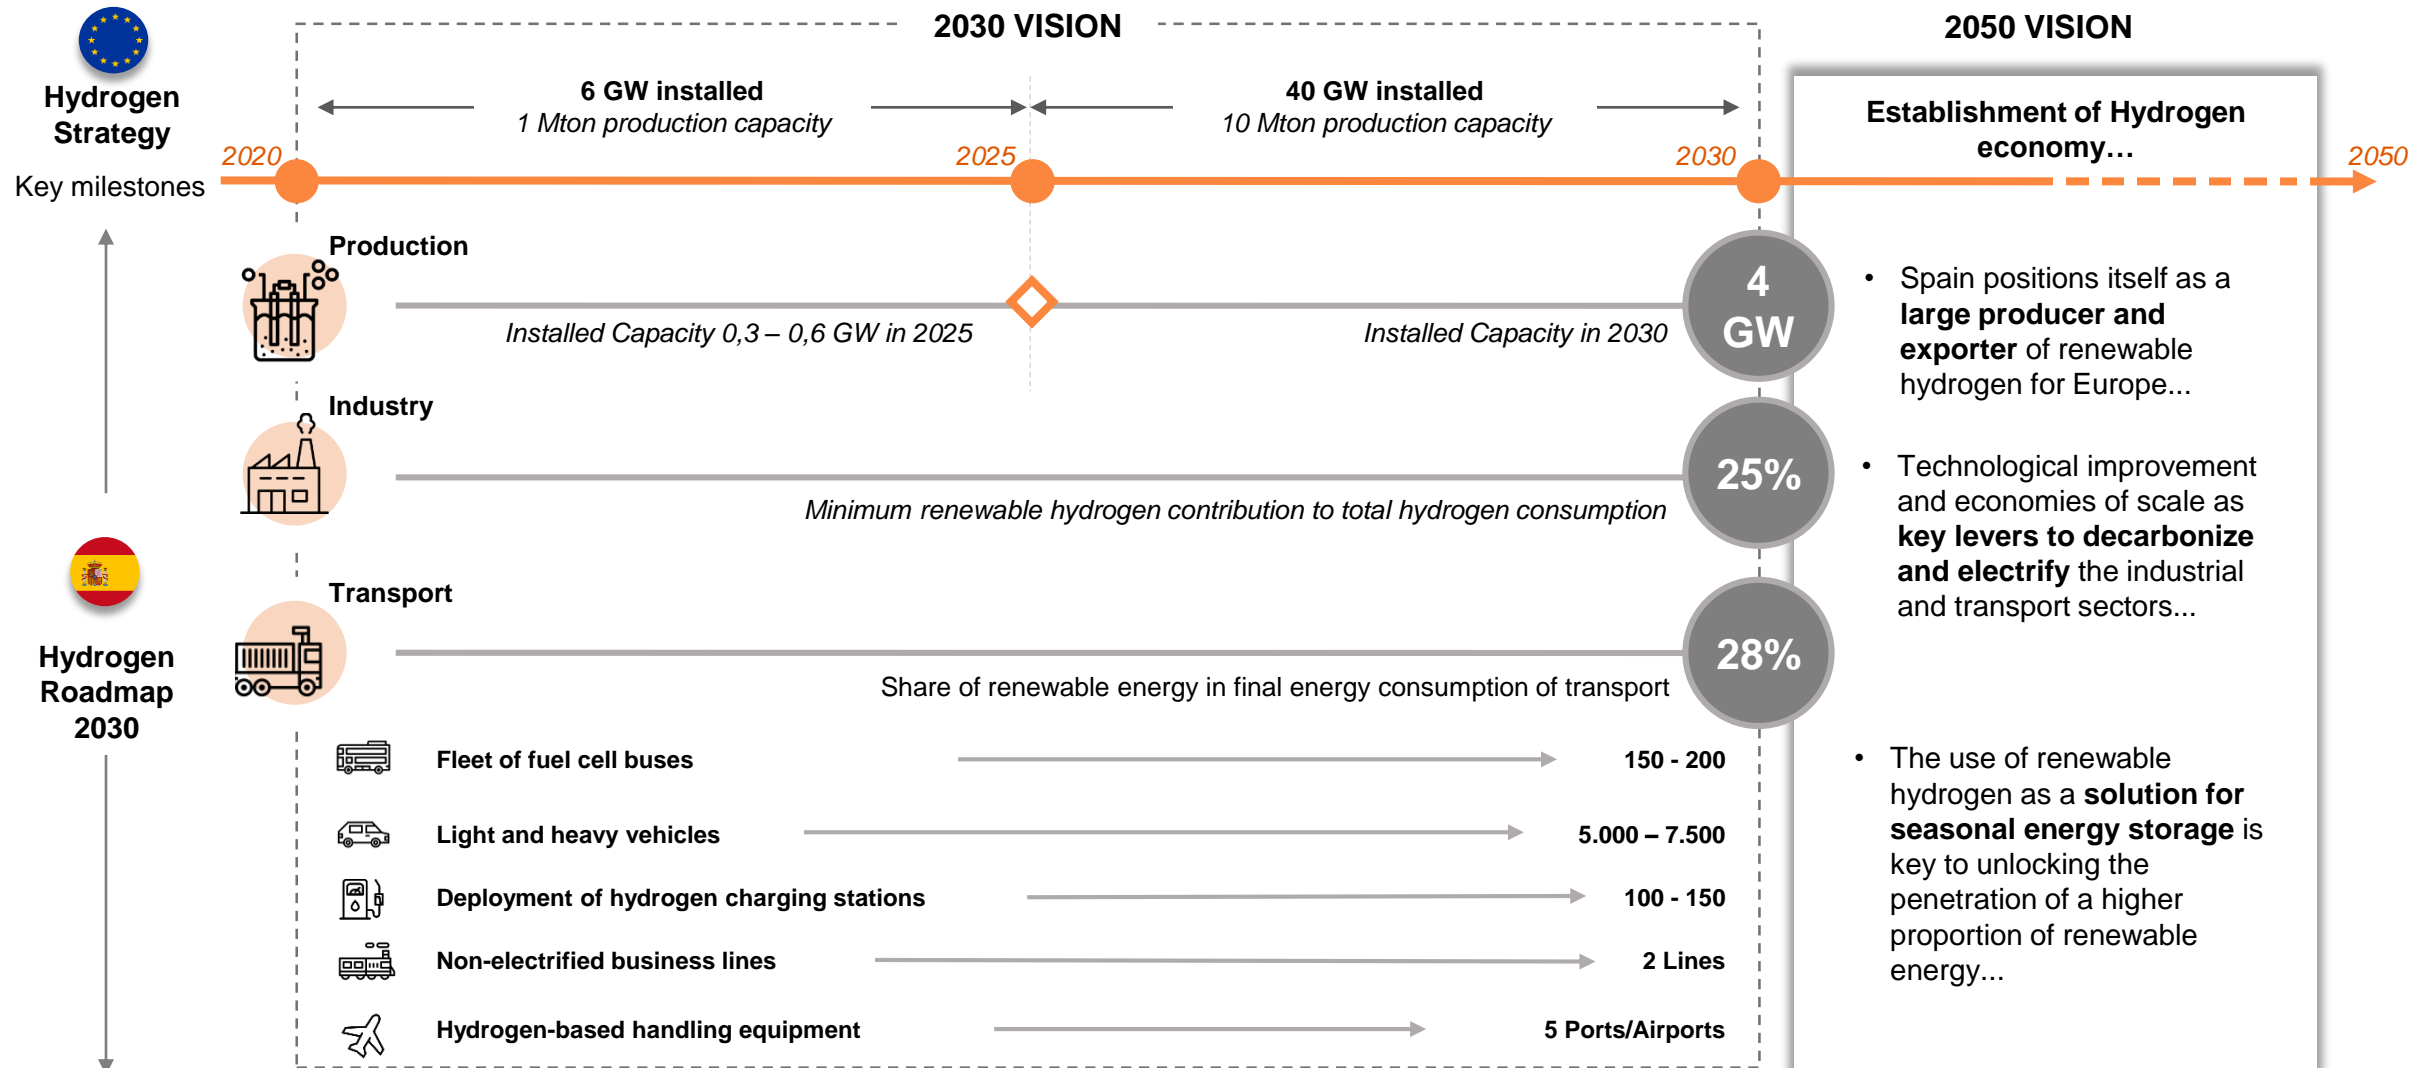 2030 VISION
2050 VISION
Hydrogen
Strategy
Key milestones
6 GW installed
1 Mton production capacity
40 GW installed
10 Mton production capacity
2020
2025
2030
2050
Establishment of Hydrogen
economy…
Production
Installed Capacity 0,3 – 0,6 GW in 2025
Installed Capacity in 2030
4
GW
Industry
Minimum renewable hydrogen contribution to total hydrogen consumption
25%
Hydrogen
Roadmap
2030
Transport
Share of renewable energy in final energy consumption of transport
28%
Fleet of fuel cell buses
150 - 200
Light and heavy vehicles
5.000 – 7.500
Deployment of hydrogen charging stations
100 - 150
Non-electrified business lines
2 Lines
Hydrogen-based handling equipment
5 Ports/Airports
• Spain positions itself as a
large producer and
exporter of renewable
hydrogen for Europe...
• Technological improvement
and economies of scale as
key levers to decarbonize
and electrify the industrial
and transport sectors...
• The use of renewable
hydrogen as a solution for
seasonal energy storage is
key to unlocking the
penetration of a higher
proportion of renewable
energy...